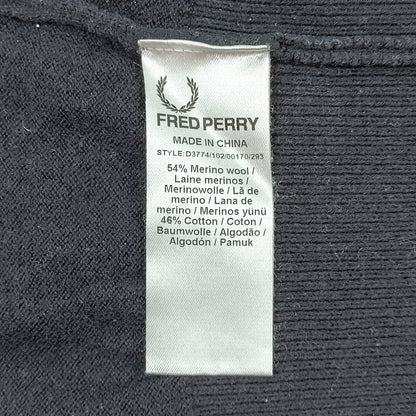 FRED PERRY
MADE IN CHINA
STYLE:D3774/102/00170/293
54% Merino wool /
Laine merinos /
Merinowolle / Lã de
merino / Lana de
merino / Merinos yünü
46% Cotton / Coton /
Baumwolle / Algodão /
Algodón / Pamuk